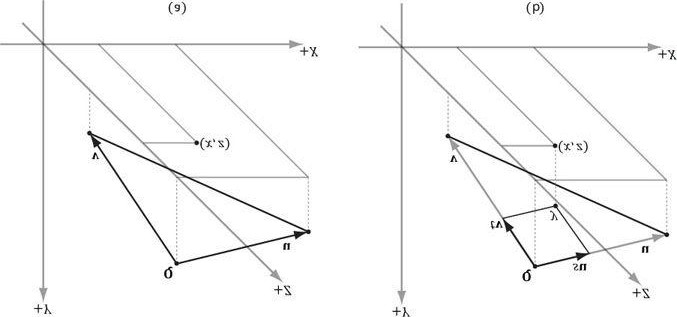 (a)
+X
(x, z)
v
u
Q
+Z
+Y
(b)
+X
(x, z)
v
y
tv
u
su
Q
+Z
+Y